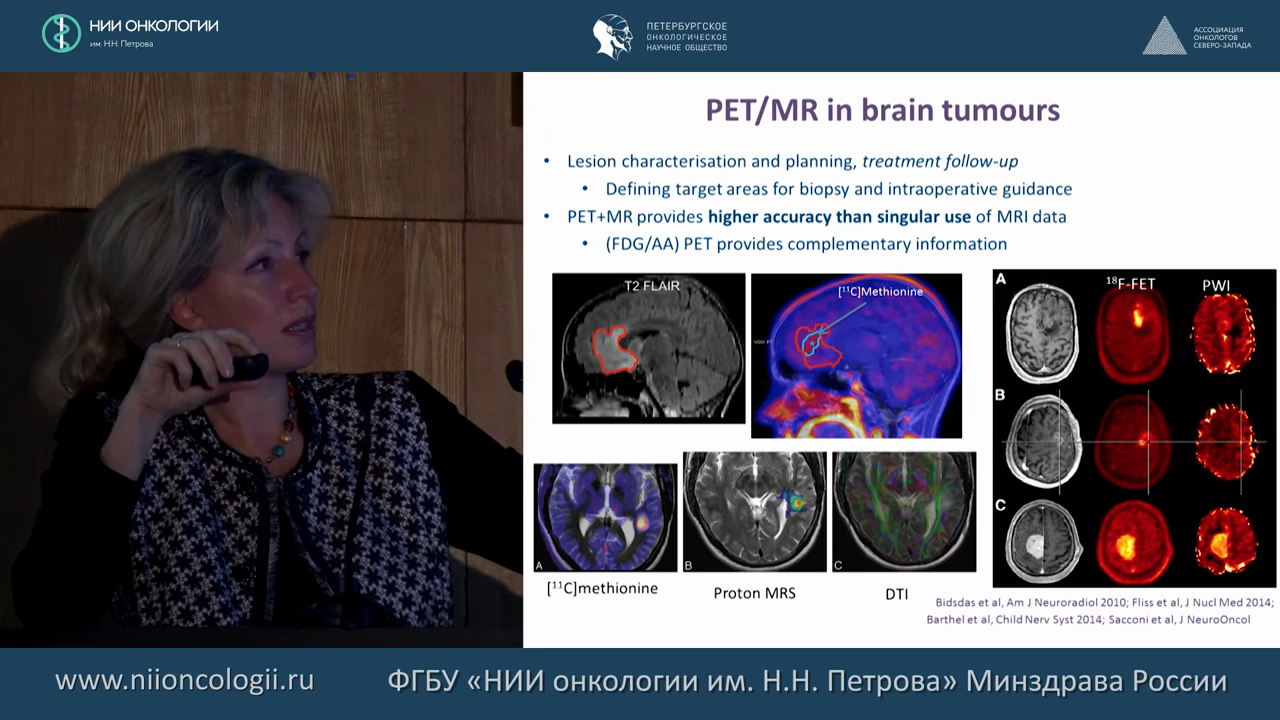 НИИ ОНКОЛОГИИ
им. Н.Н. Петрова
ПЕТЕРБУРГСКОЕ
ОНКОЛОГИЧЕСКОЕ
НАУЧНОЕ ОБЩЕСТВО
АССОЦИАЦИЯ
ОНКОЛОГОВ
СЕВЕРО-ЗАПАДА
PET/MR in brain tumours
• Lesion characterisation and planning, treatment follow-up
• Defining target areas for biopsy and intraoperative guidance
• PET+MR provides higher accuracy than singular use of MRI data
• (FDG/AA) PET provides complementary information
T2 FLAIR
[¹¹C]Methionine
A
¹⁸F-FET
PWI
B
C
A
B
C
[¹¹C]methionine
Proton MRS
DTI
Bidsdas et al, Am J Neuroradiol 2010; Fliss et al, J Nucl Med 2014;
Barthel et al, Child Nerv Syst 2014; Sacconi et al, J NeuroOncol
www.niioncologii.ru
ФГБУ «НИИ онкологии им. Н.Н. Петрова» Минздрава России